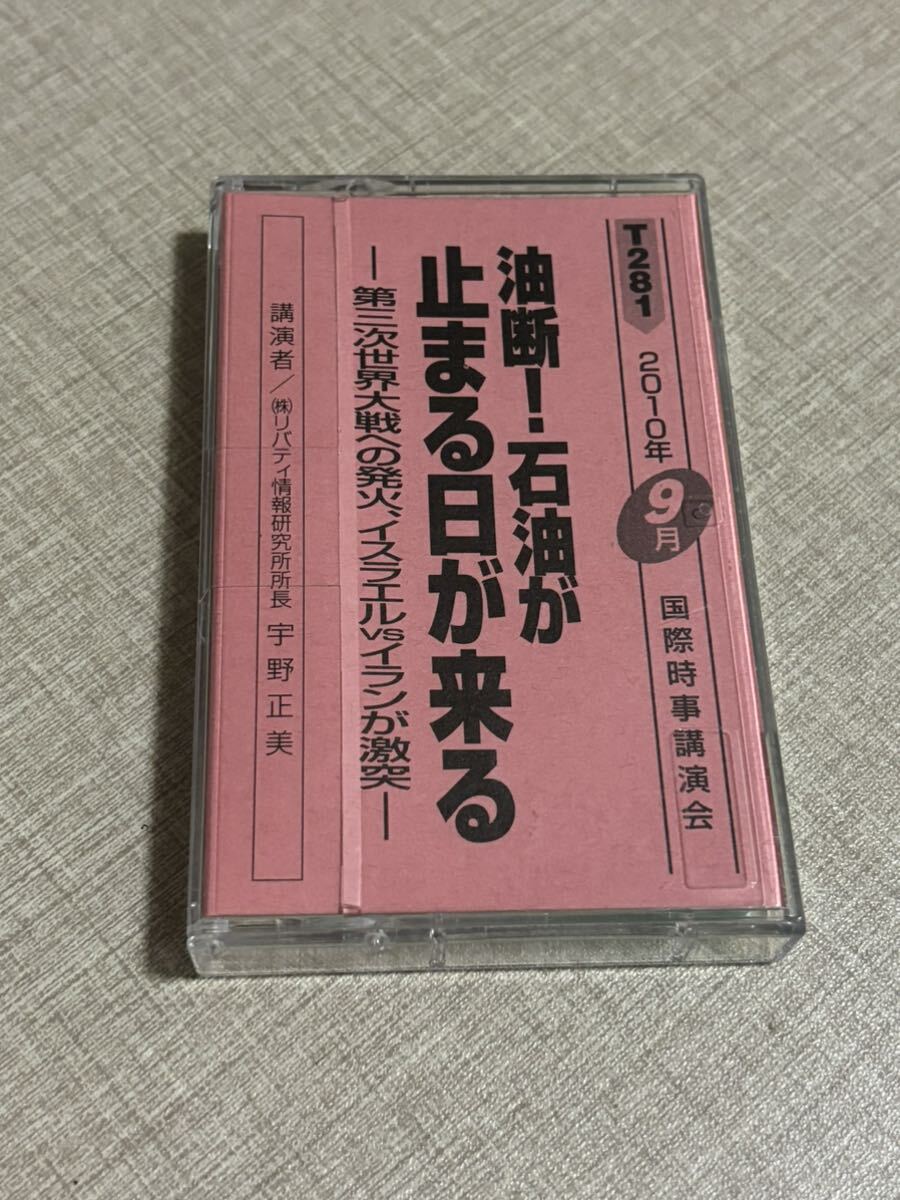 T281 2010年 9月 国際時事講演会
油断!石油が
止まる日が来る
―第三次世界大戦への発火、イスラエルvsイランが激突―
講演者/㈱リバティ情報研究所所長 宇野正美